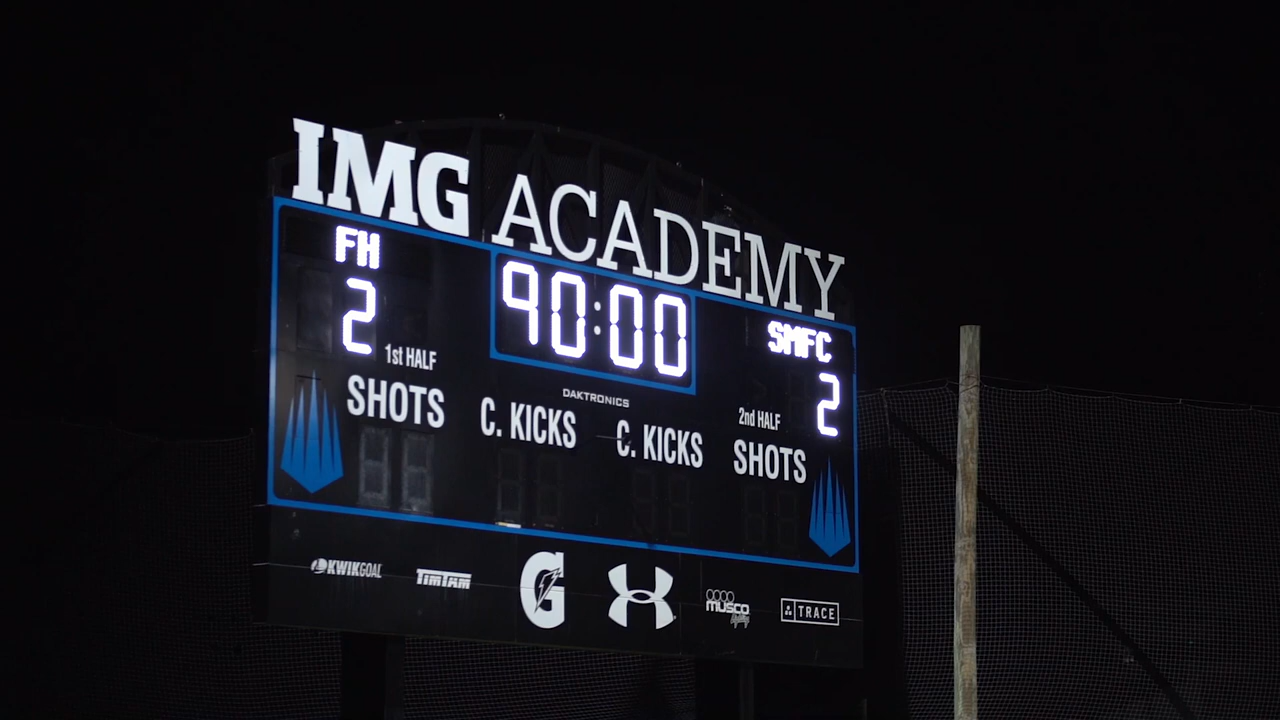 IMG ACADEMY
FH
90:00
SMFC
2
2
1st HALF
2nd HALF
DAKTRONICS
SHOTS
C. KICKS
C. KICKS
SHOTS
KWIKGOAL
TIMTAM
G
MUSCO
Lighting
TRACE